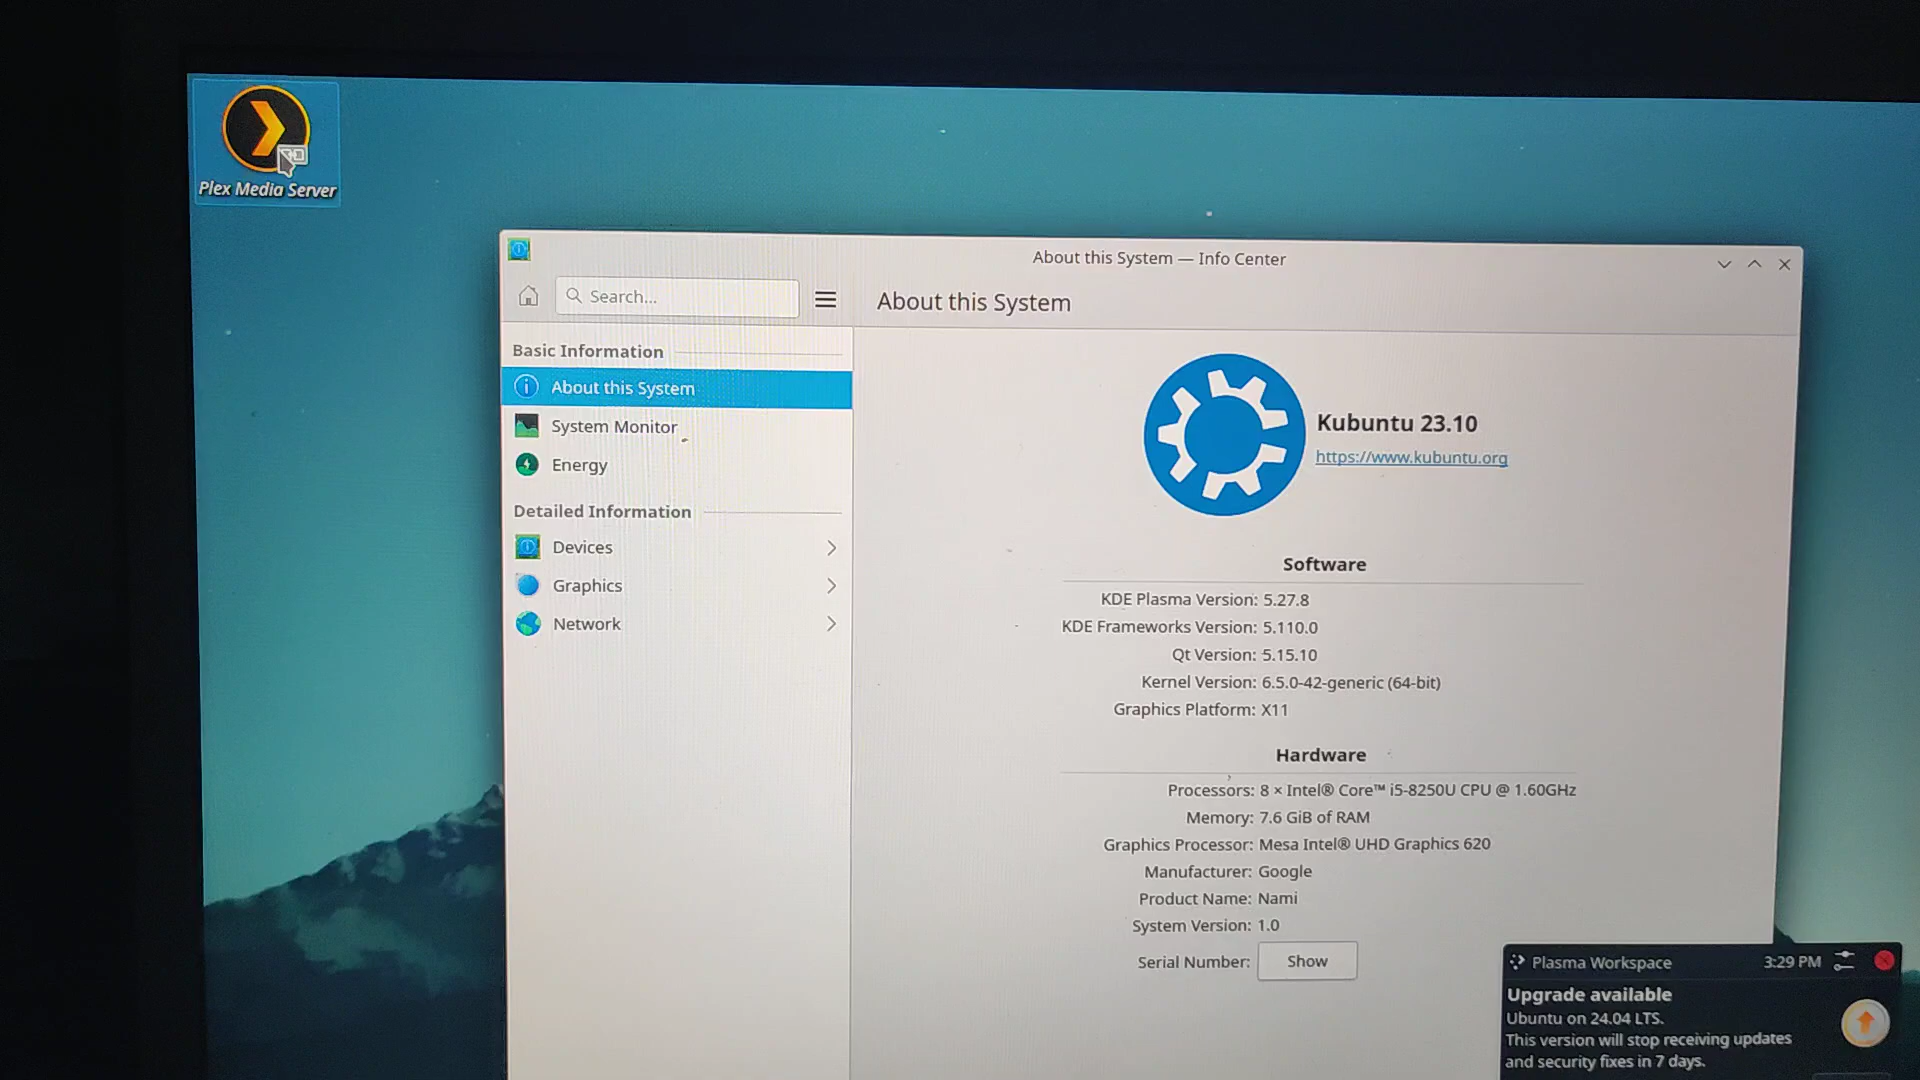 Plex Media Server
About this System — Info Center
Search...
About this System
Basic Information
About this System
System Monitor
Energy
Detailed Information
Devices
Graphics
Network
Kubuntu 23.10
https://www.kubuntu.org
Software
KDE Plasma Version: 5.27.8
KDE Frameworks Version: 5.110.0
Qt Version: 5.15.10
Kernel Version: 6.5.0-42-generic (64-bit)
Graphics Platform: X11
Hardware
Processors: 8 × Intel® Core™ i5-8250U CPU @ 1.60GHz
Memory: 7.6 GiB of RAM
Graphics Processor: Mesa Intel® UHD Graphics 620
Manufacturer: Google
Product Name: Nami
System Version: 1.0
Serial Number: Show
Plasma Workspace 3:29 PM
Upgrade available
Ubuntu on 24.04 LTS.
This version will stop receiving updates
and security fixes in 7 days.